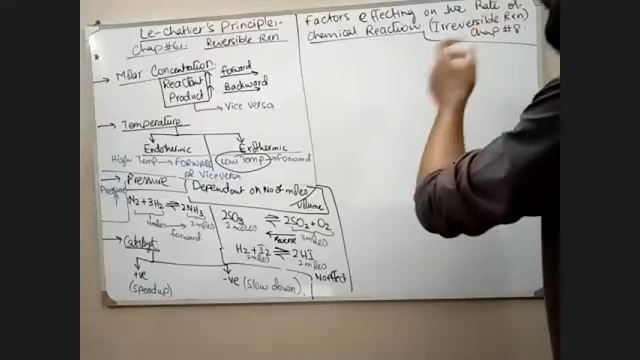 Le-Chatlier's Principle:-
Chap#6:. Reversible Rxn
→ Molar Concentration
Reactant ↑ Forward
Product ↑ Backward
Vice versa
→ Temperature
Endothermic
Exothermic
High Temp → FORWARD
or Viceversa
Low Temp → Forward
→ Pressure
Dependant on No of moles
Volume
Pressure
N2 + 3H2 ⇌ 2NH3
4moles → 2moles
forward
2SO3 ⇌ 2SO2 + O2
2moles
3moles
Reverse
H2 + I2 ⇌ 2HI
2moles
2moles
No effect
→ Catalyst
+ve
(speedup)
-ve (slow down)
Factors effecting on the Rate of
chemical Reaction (Irreversible Rxn)
Chap #8